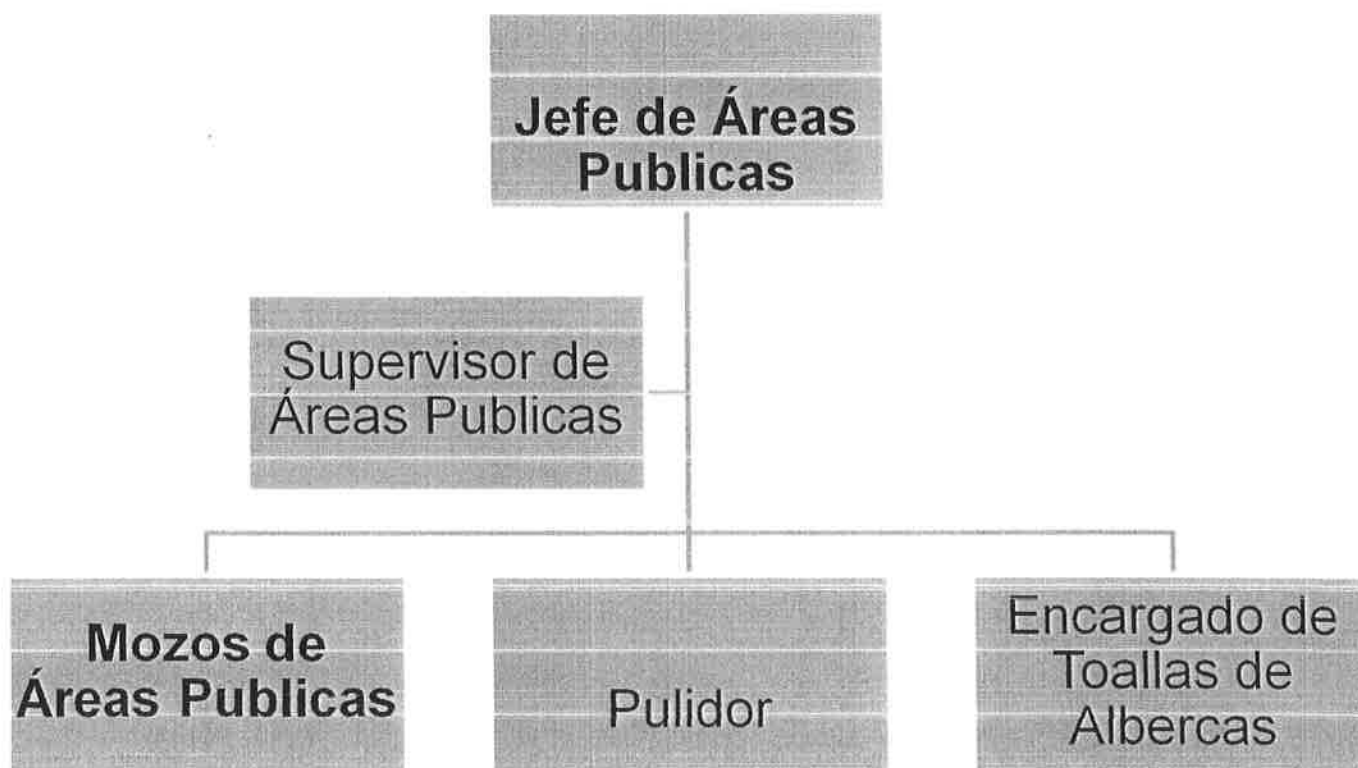 Jefe de Áreas
Publicas
Supervisor de
Áreas Publicas
Mozos de
Áreas Publicas
Pulidor
Encargado de
Toallas de
Albercas